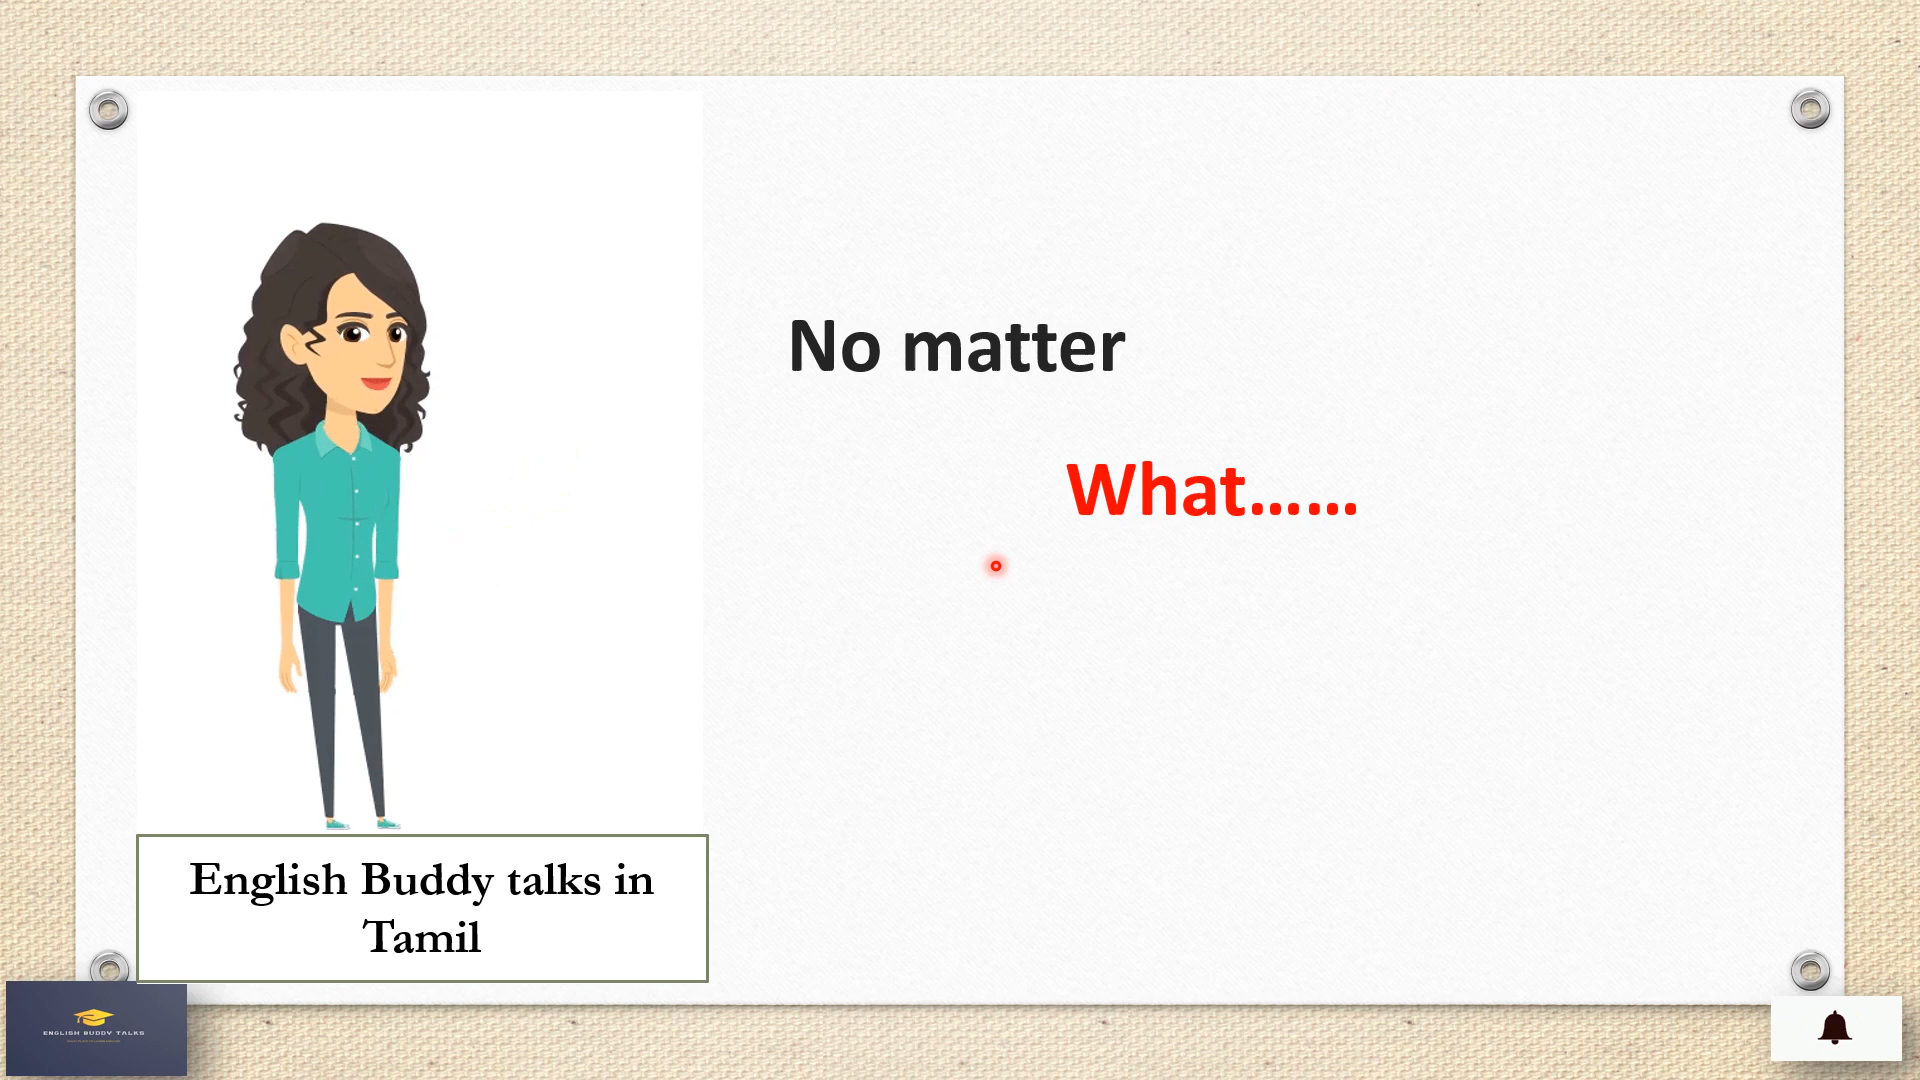 No matter
What......
English Buddy talks in
Tamil
ENGLISH BUDDY TALKS